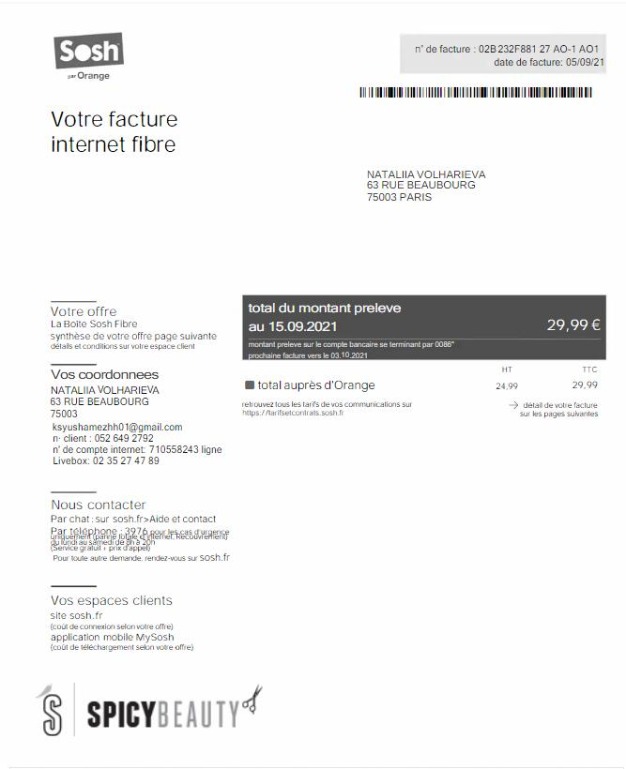 Sosh
par Orange
n° de facture : 02B 232F881 27 AO-1 AO1
date de facture: 05/09/21
Votre facture
internet fibre
NATALIIA VOLHARIEVA
63 RUE BEAUBOURG
75003 PARIS
Votre offre
La Boîte Sosh Fibre
synthèse de votre offre page suivante
détails et conditions sur votre espace client
total du montant preleve
au 15.09.2021
29,99 €
montant preleve sur le compte bancaire se terminant par 0086*
prochaine facture vers le 03.10.2021
HT
TTC
total auprès d'Orange
24,99
29,99
retrouvez tous les tarifs de vos communications sur
https://tarifsetcontrats.sosh.fr
→ détail de votre facture
sur les pages suivantes
Vos coordonnees
NATALIIA VOLHARIEVA
63 RUE BEAUBOURG
75003
ksyushamezhh01@gmail.com
n- client : 052 649 2792
n' de compte internet: 710558243 ligne
Livebox: 02 35 27 47 89
Nous contacter
Par chat : sur sosh.fr>Aide et contact
Par téléphone : 3976 pour les cas d'urgence
uniquement (panne totale d'internet, Recouvrement)
du lundi au samedi de 8h à 20h
(Service gratuit + prix d'appel)
Pour toute autre demande, rendez-vous sur sosh.fr
Vos espaces clients
site sosh.fr
(coût de connexion selon votre offre)
application mobile MySosh
(coût de téléchargement selon votre offre)
S SPICYBEAUTY